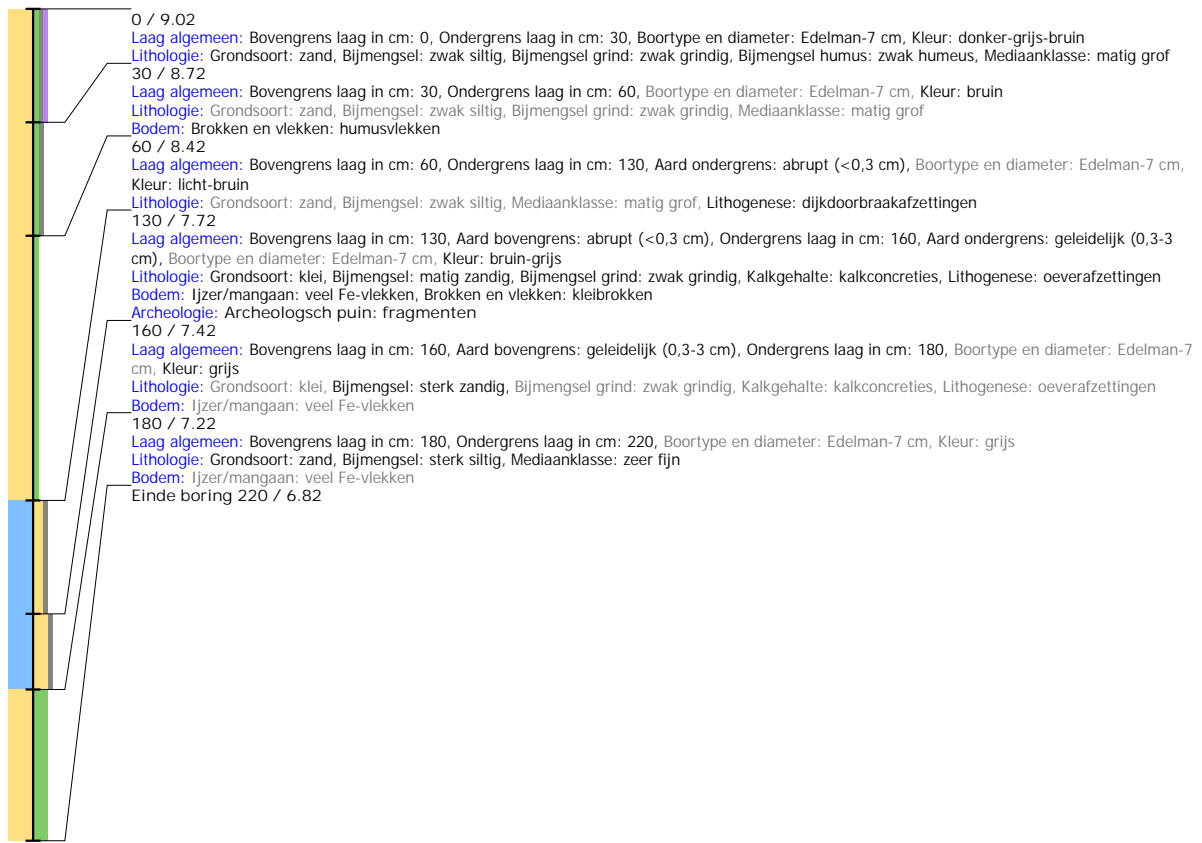 0 / 9.02
Laag algemeen: Bovengrens laag in cm: 0, Ondergrens laag in cm: 30, Boortype en diameter: Edelman-7 cm, Kleur: donker-grijs-bruin
Lithologie: Grondsoort: zand, Bijmengsel: zwak siltig, Bijmengsel grind: zwak grindig, Bijmengsel humus: zwak humeus, Mediaanklasse: matig grof
30 / 8.72
Laag algemeen: Bovengrens laag in cm: 30, Ondergrens laag in cm: 60, Boortype en diameter: Edelman-7 cm, Kleur: bruin
Lithologie: Grondsoort: zand, Bijmengsel: zwak siltig, Bijmengsel grind: zwak grindig, Mediaanklasse: matig grof
Bodem: Brokken en vlekken: humusvlekken
60 / 8.42
Laag algemeen: Bovengrens laag in cm: 60, Ondergrens laag in cm: 130, Aard ondergrens: abrupt (<0,3 cm), Boortype en diameter: Edelman-7 cm,
Kleur: licht-bruin
Lithologie: Grondsoort: zand, Bijmengsel: zwak siltig, Mediaanklasse: matig grof, Lithogenese: dijkdoorbraakafzettingen
130 / 7.72
Laag algemeen: Bovengrens laag in cm: 130, Aard bovengrens: abrupt (<0,3 cm), Ondergrens laag in cm: 160, Aard ondergrens: geleidelijk (0,3-3
cm), Boortype en diameter: Edelman-7 cm, Kleur: bruin-grijs
Lithologie: Grondsoort: klei, Bijmengsel: matig zandig, Bijmengsel grind: zwak grindig, Kalkgehalte: kalkconcreties, Lithogenese: oeverafzettingen
Bodem: Ijzer/mangaan: veel Fe-vlekken, Brokken en vlekken: kleibrokken
Archeologie: Archeologsch puin: fragmenten
160 / 7.42
Laag algemeen: Bovengrens laag in cm: 160, Aard bovengrens: geleidelijk (0,3-3 cm), Ondergrens laag in cm: 180, Boortype en diameter: Edelman-7
cm, Kleur: grijs
Lithologie: Grondsoort: klei, Bijmengsel: sterk zandig, Bijmengsel grind: zwak grindig, Kalkgehalte: kalkconcreties, Lithogenese: oeverafzettingen
Bodem: Ijzer/mangaan: veel Fe-vlekken
180 / 7.22
Laag algemeen: Bovengrens laag in cm: 180, Ondergrens laag in cm: 220, Boortype en diameter: Edelman-7 cm, Kleur: grijs
Lithologie: Grondsoort: zand, Bijmengsel: sterk siltig, Mediaanklasse: zeer fijn
Bodem: Ijzer/mangaan: veel Fe-vlekken
Einde boring 220 / 6.82